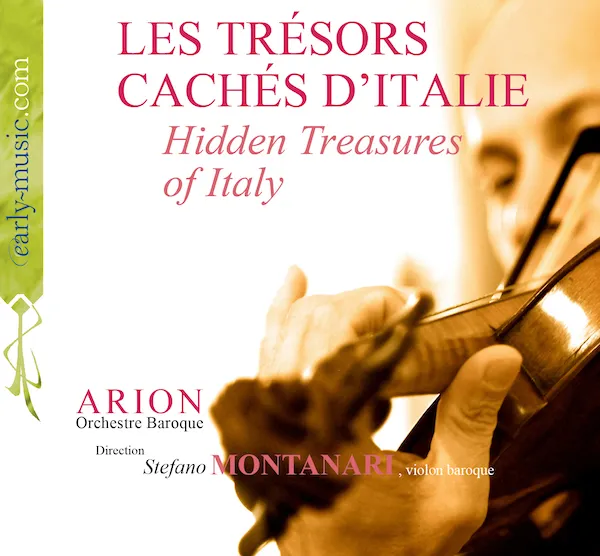 LES TRÉSORS
CACHÉS D’ITALIE
Hidden Treasures
of Italy
early-music.com
ARION
Orchestre Baroque
Direction
Stefano MONTANARI, violon baroque